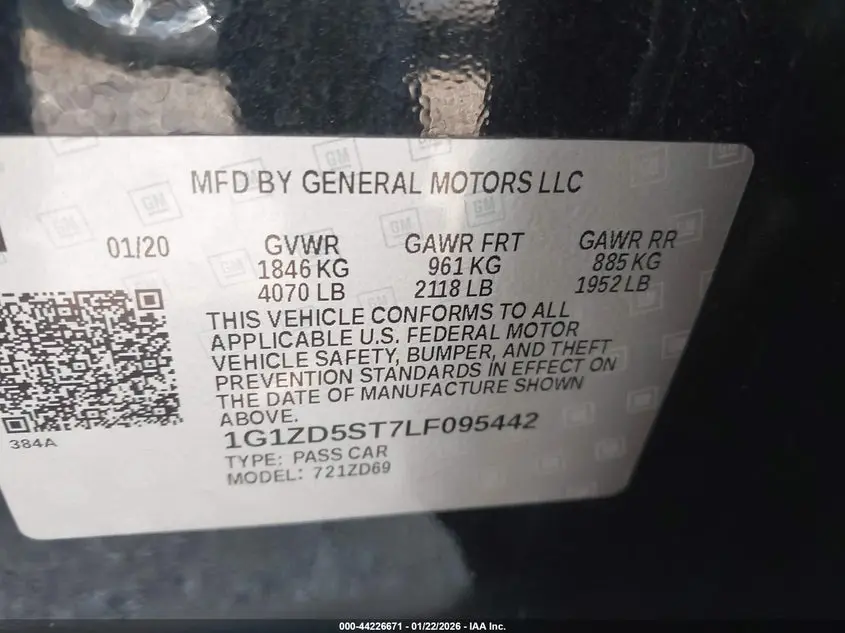 MFD BY GENERAL MOTORS LLC
01/20 GVWR GAWR FRT GAWR RR
1846 KG 961 KG 885 KG
4070 LB 2118 LB 1952 LB
THIS VEHICLE CONFORMS TO ALL
APPLICABLE U.S. FEDERAL MOTOR
VEHICLE SAFETY, BUMPER, AND THEFT
PREVENTION STANDARDS IN EFFECT ON
THE DATE OF MANUFACTURE SHOWN
ABOVE.
384A
1G1ZD5ST7LF095442
TYPE: PASS CAR
MODEL: 721ZD69
GM
000-44226671 - 01/22/2026 - IAA Inc.